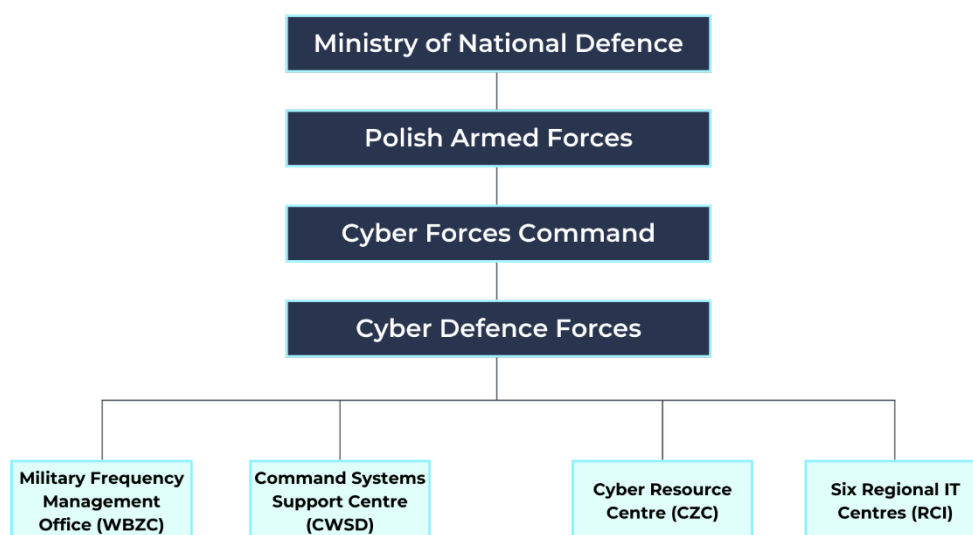 Ministry of National Defence
Polish Armed Forces
Cyber Forces Command
Cyber Defence Forces
Military Frequency
Management
Office (WBZC)
Command Systems
Support Centre
(CWSD)
Cyber Resource
Centre (CZC)
Six Regional IT
Centres (RCI)